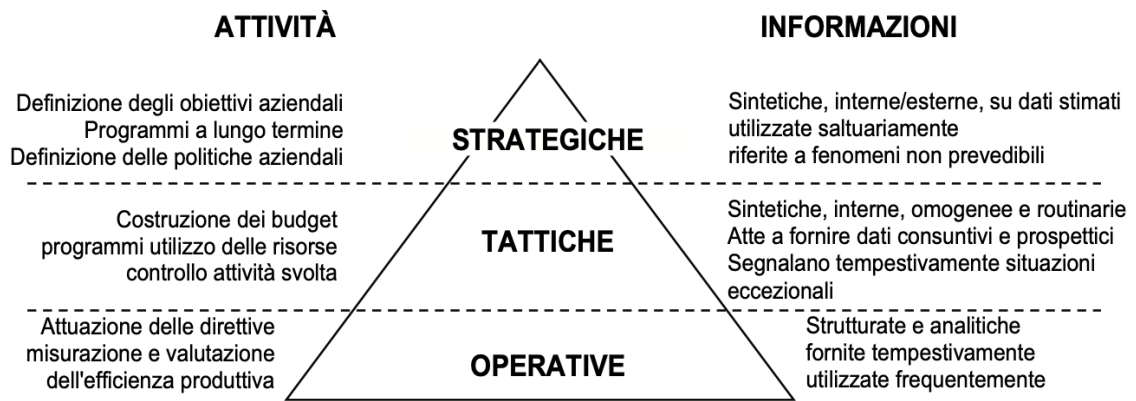 ATTIVITÀ
INFORMAZIONI
Definizione degli obiettivi aziendali
Programmi a lungo termine
Definizione delle politiche aziendali
STRATEGICHE
Sintetiche, interne/esterne, su dati stimati
utilizzate saltuariamente
riferite a fenomeni non prevedibili
Costruzione dei budget
programmi utilizzo delle risorse
controllo attività svolta
TATTICHE
Sintetiche, interne, omogenee e routinarie
Atte a fornire dati consuntivi e prospettici
Segnalano tempestivamente situazioni
eccezionali
Attuazione delle direttive
misurazione e valutazione
dell'efficienza produttiva
OPERATIVE
Strutturate e analitiche
fornite tempestivamente
utilizzate frequentemente